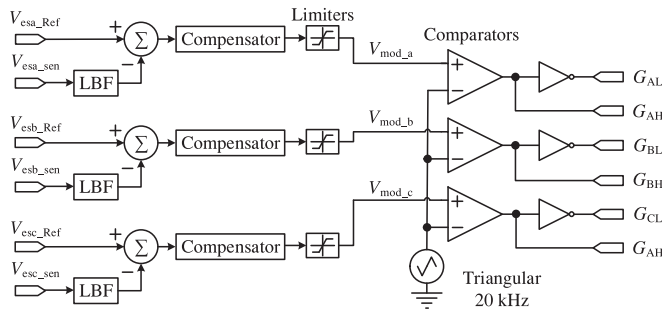 Limiters
V_esa_Ref
+
Σ
Compensator
V_mod_a
Comparators
V_esa_sen
−
LBF
+
−
G_AL
G_AH
V_esb_Ref
+
Σ
Compensator
V_mod_b
V_esb_sen
−
LBF
+
−
G_BL
G_BH
V_esc_Ref
+
Σ
Compensator
V_mod_c
V_esc_sen
−
LBF
+
−
G_CL
G_AH
Triangular
20 kHz